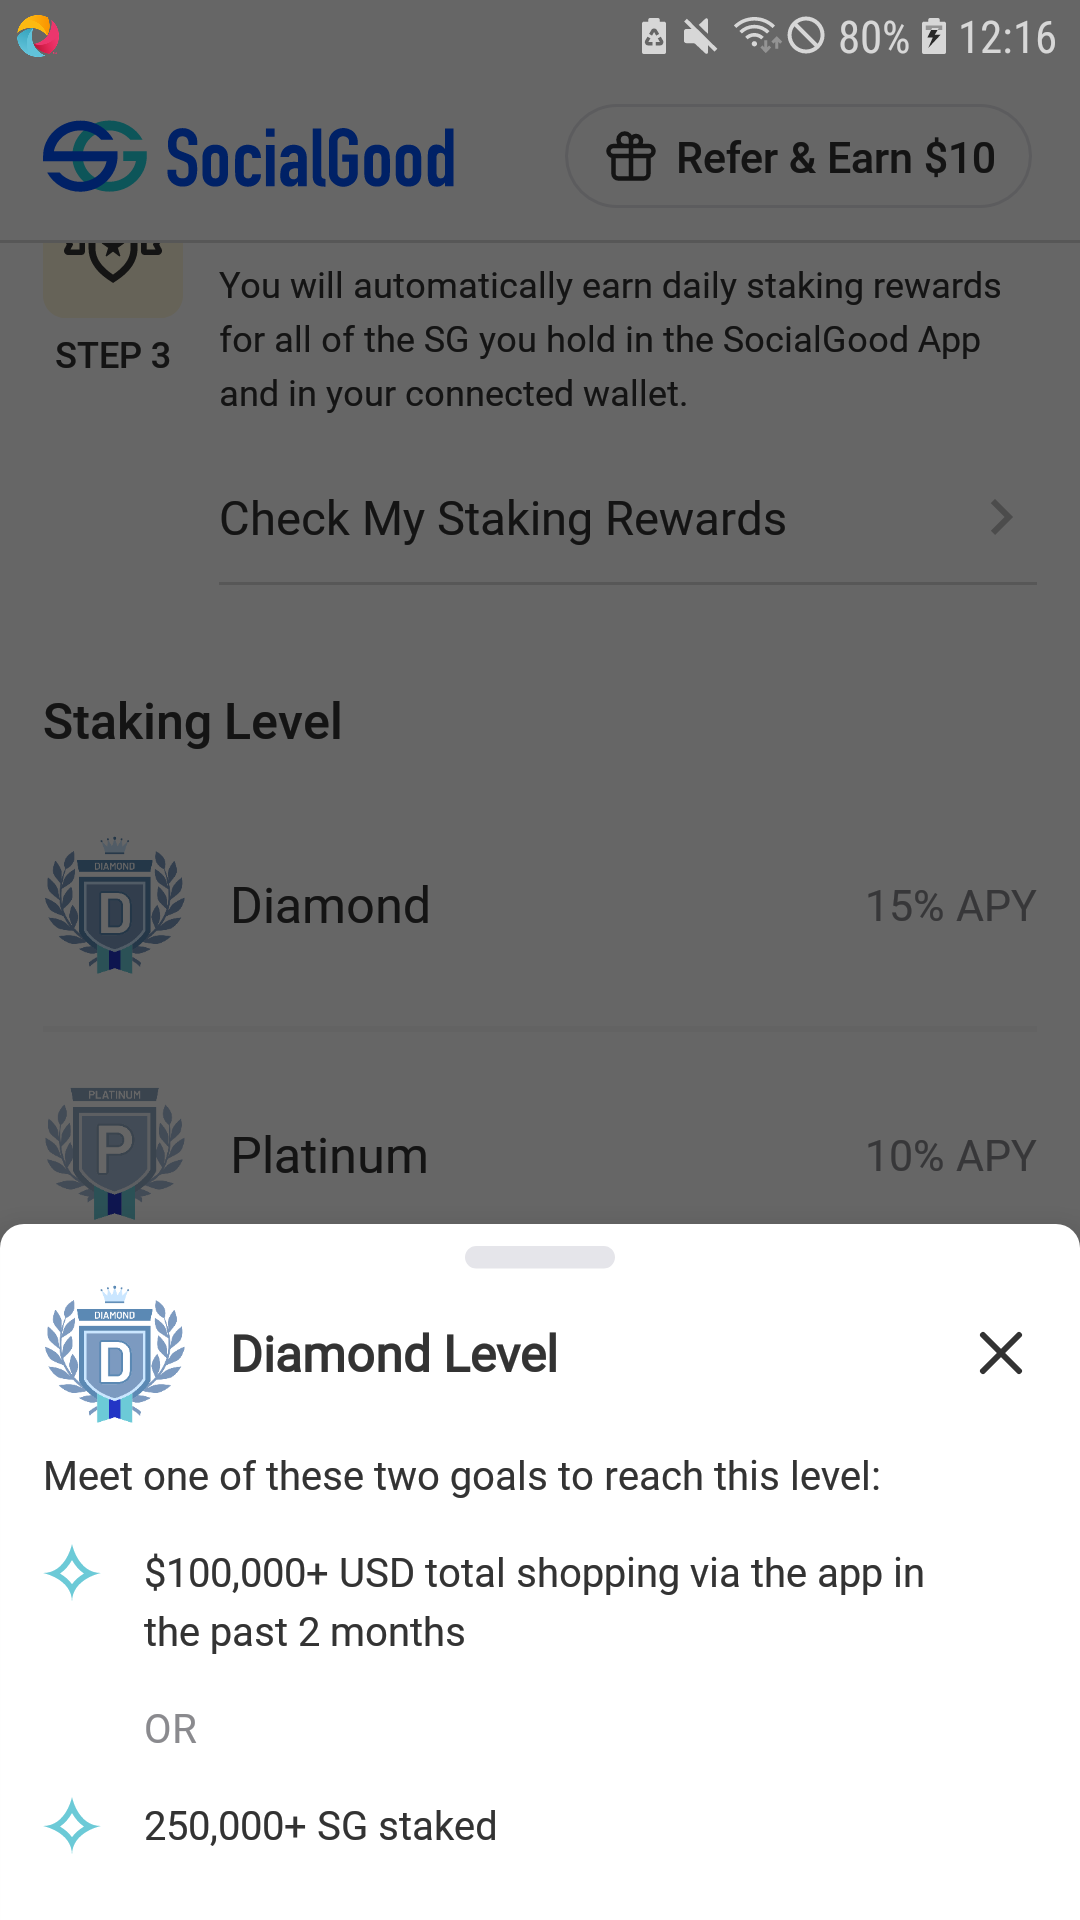 80% 12:16
SG SocialGood Refer & Earn $10
You will automatically earn daily staking rewards
STEP 3 for all of the SG you hold in the SocialGood App
and in your connected wallet.
Check My Staking Rewards
Staking Level
DIAMOND
D Diamond 15% APY
PLATINUM
P Platinum 10% APY
DIAMOND
D Diamond Level
Meet one of these two goals to reach this level:
$100,000+ USD total shopping via the app in
the past 2 months
OR
250,000+ SG staked